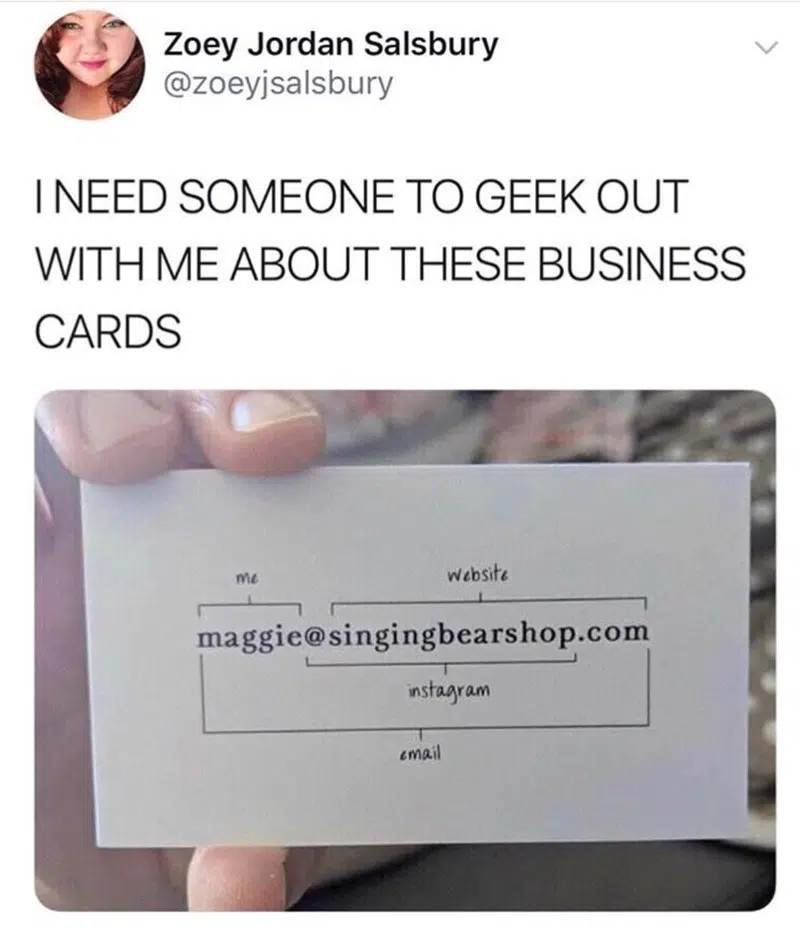 Zoey Jordan Salsbury
@zoeyjsalsbury
I NEED SOMEONE TO GEEK OUT
WITH ME ABOUT THESE BUSINESS
CARDS
me
website
maggie@singingbearshop.com
instagram
email